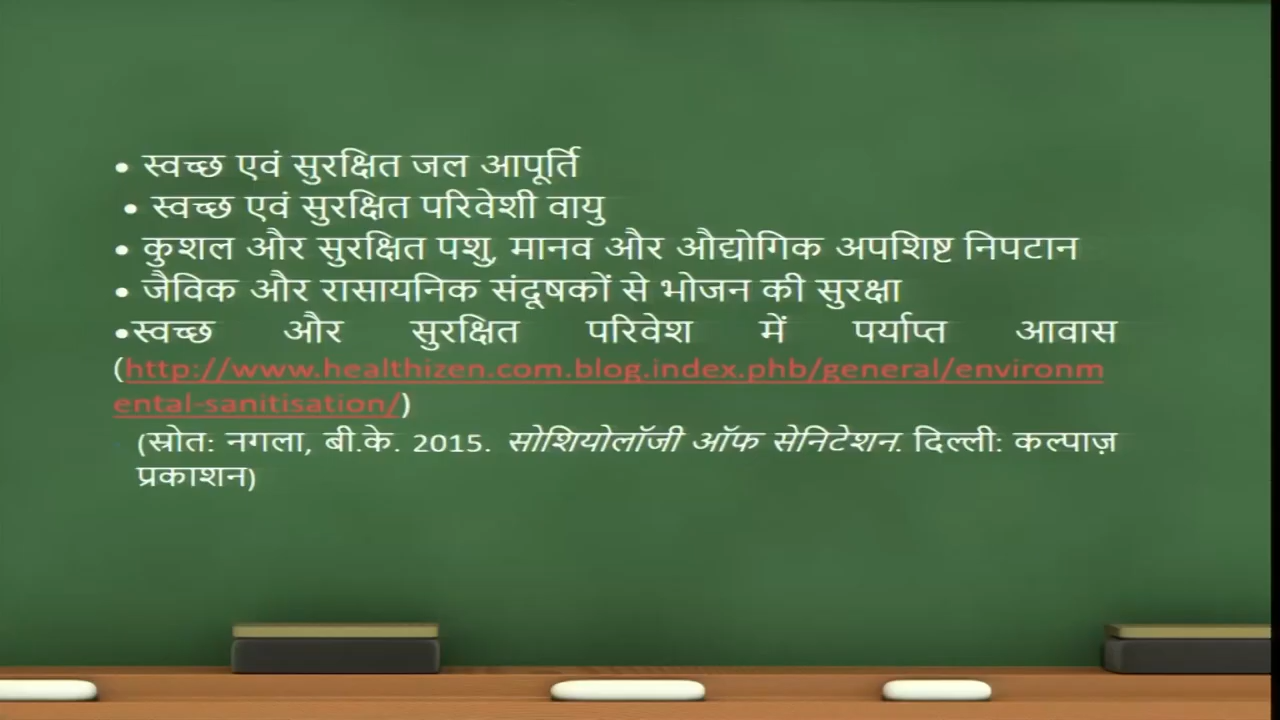 • स्वच्छ एवं सुरक्षित जल आपूर्ति
• स्वच्छ एवं सुरक्षित परिवेशी वायु
• कुशल और सुरक्षित पशु, मानव और औद्योगिक अपशिष्ट निपटान
• जैविक और रासायनिक संदूषकों से भोजन की सुरक्षा
•स्वच्छ और सुरक्षित परिवेश में पर्याप्त आवास
(http://www.healthizen.com.blog.index.phb/general/environm
ental-sanitisation/)
(स्रोत: नगला, बी.के. 2015. सोशियोलॉजी ऑफ सेनिटेशन. दिल्ली: कल्पाज़
प्रकाशन)